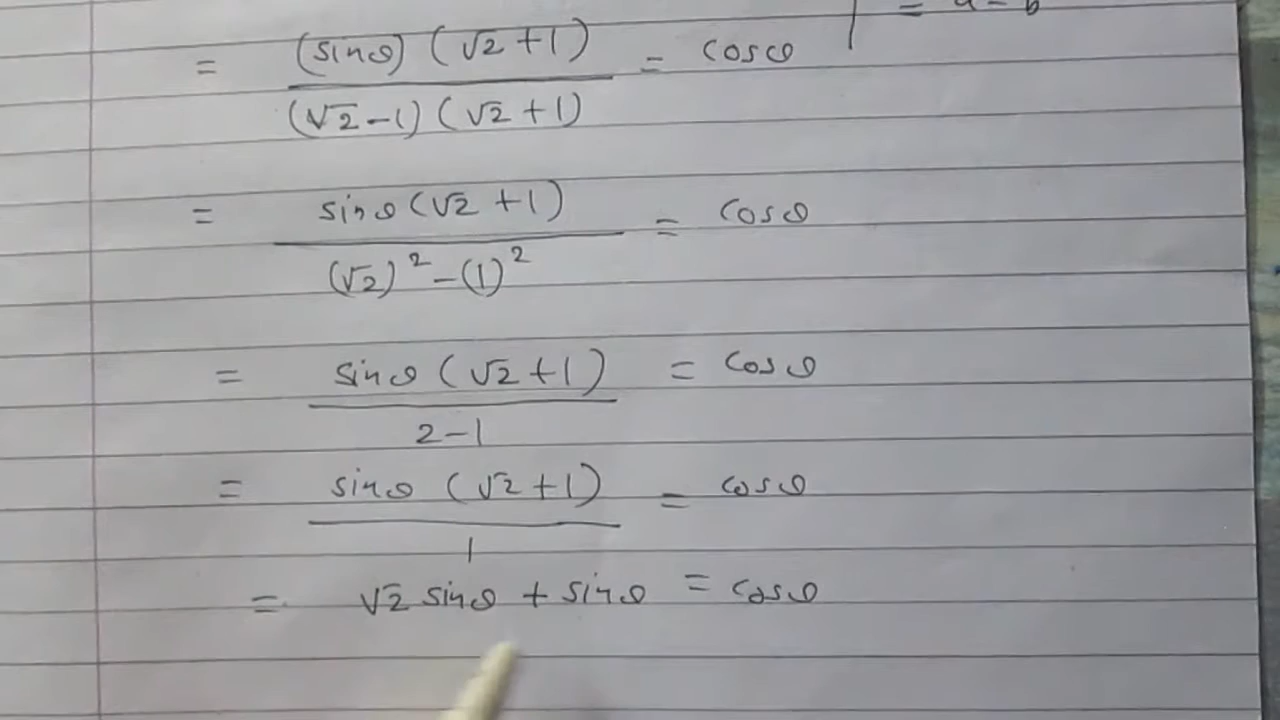 = a - b
= (sinθ) (√2 + 1) / (√2 - 1) (√2 + 1) = cosθ
= sinθ (√2 + 1) / (√2)² - (1)² = cosθ
= sinθ (√2 + 1) / 2 - 1 = cosθ
= sinθ (√2 + 1) / 1 = cosθ
= √2 sinθ + sinθ = cosθ